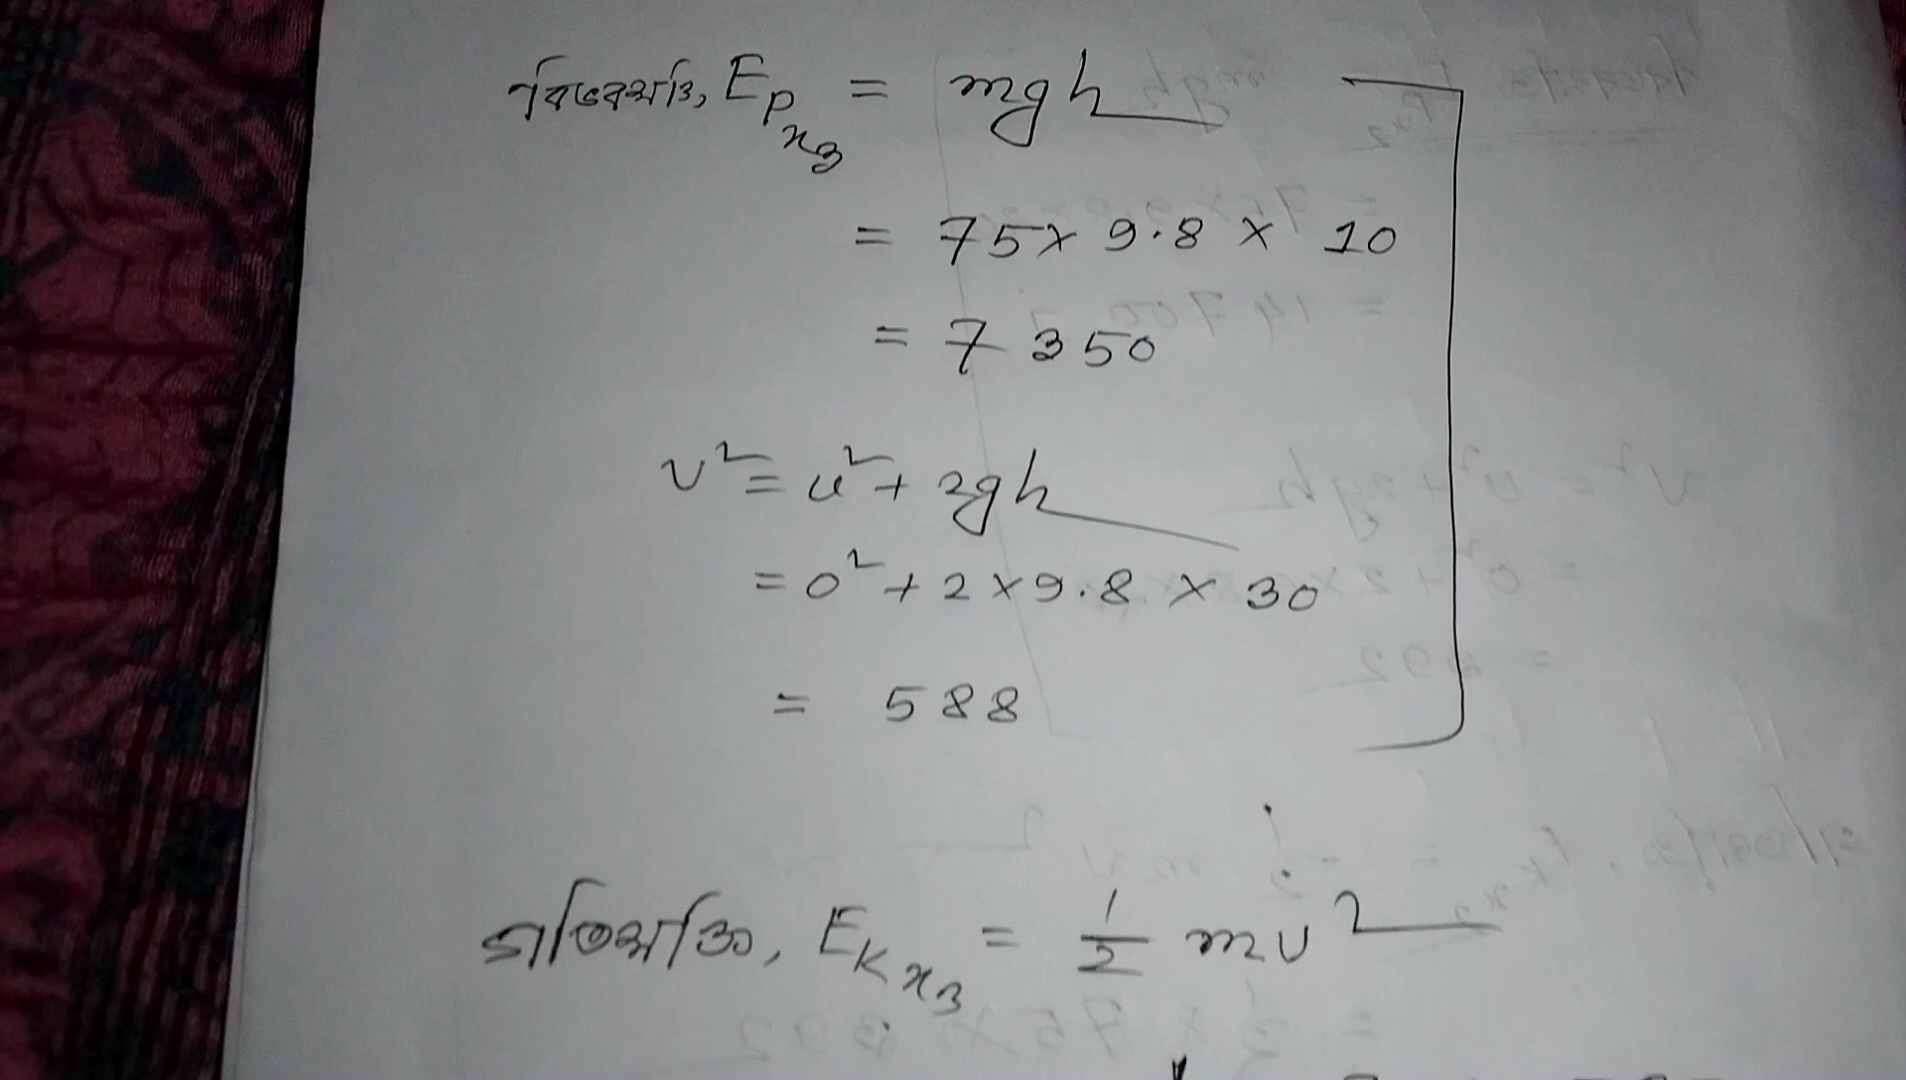 বিভবশক্তি, Epx3 = mgh
= 75 x 9.8 x 10
= 7350
v² = u² + 2gh
= 0² + 2 x 9.8 x 30
= 588
গতিশক্তি, EKx3 = 1/2 mv²